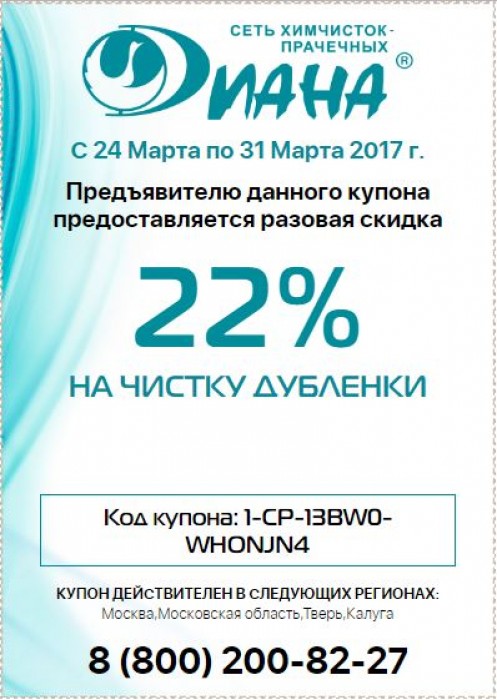 СЕТЬ ХИМЧИСТОК-
ПРАЧЕЧНЫХ
ДИАНА®
С 24 Марта по 31 Марта 2017 г.
Предъявителю данного купона
предоставляется разовая скидка
22%
НА ЧИСТКУ ДУБЛЕНКИ
Код купона: 1-CP-13BW0-
WHONJN4
КУПОН ДЕЙСТВИТЕЛЕН В СЛЕДУЮЩИХ РЕГИОНАХ:
Москва,Московская область,Тверь,Калуга
8 (800) 200-82-27